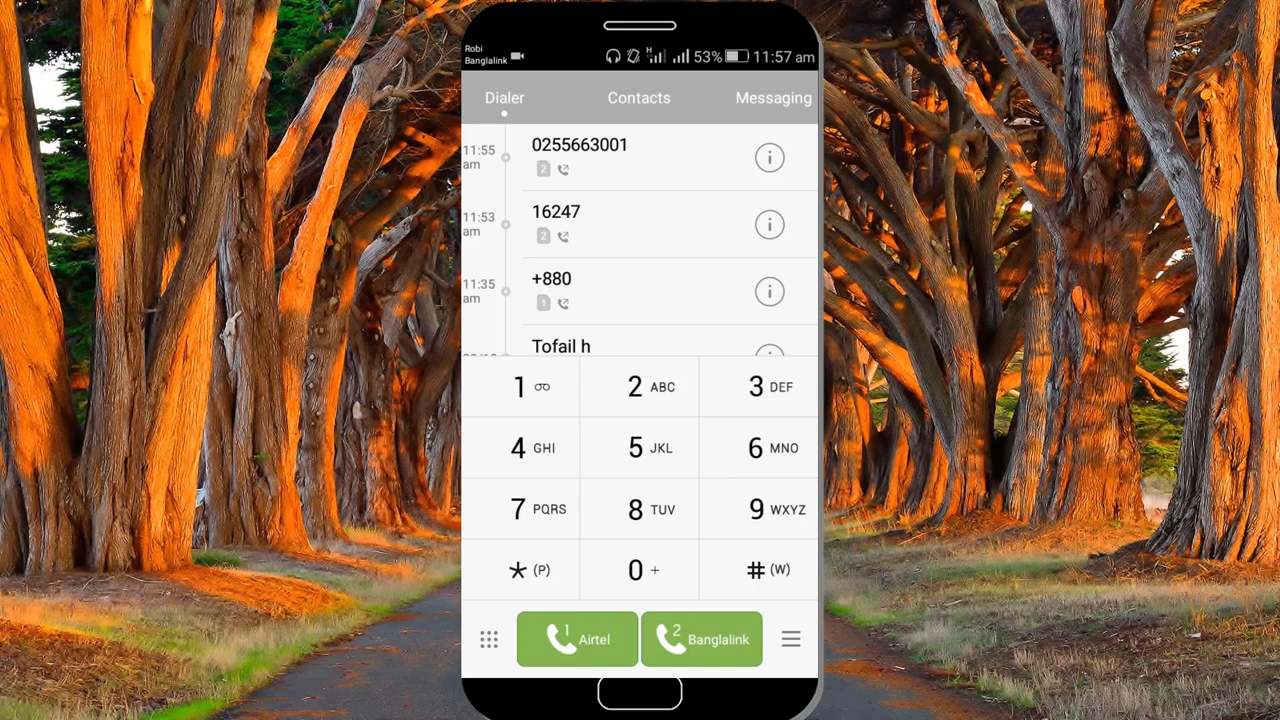 Robi
Banglalink
H 53% 11:57 am
Dialer Contacts Messaging
11:55 am
0255663001
2
11:53 am
16247
2
11:35 am
+880
1
Tofail h
1 2 ABC 3 DEF
4 GHI 5 JKL 6 MNO
7 PQRS 8 TUV 9 WXYZ
* (P) 0 + # (W)
1 Airtel 2 Banglalink